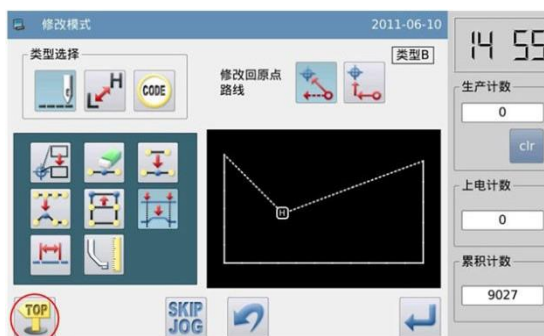 修改模式
2011-06-10
类型选择
H
L
CODE
修改回原点
路线
类型B
14 55
生产计数
0
clr
上电计数
0
累积计数
9027
H
TOP
SKIP
JOG